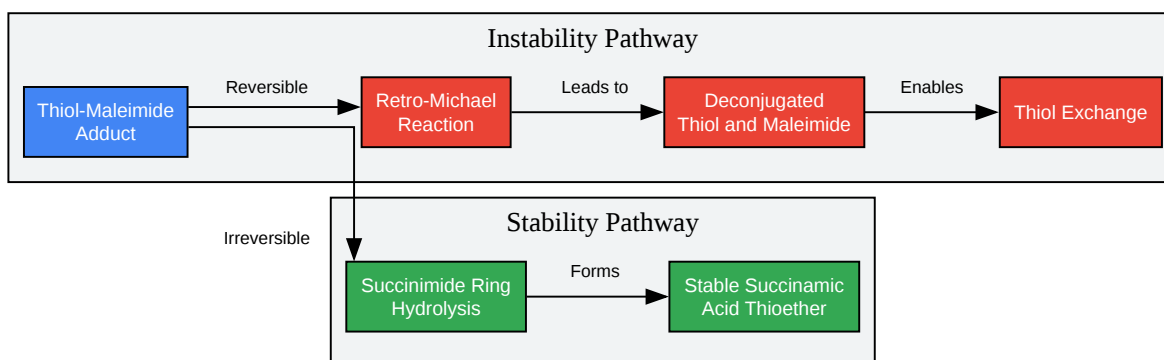 Instability Pathway
Thiol-Maleimide
Adduct
Reversible
Retro-Michael
Reaction
Leads to
Deconjugated
Thiol and Maleimide
Enables
Thiol Exchange
Irreversible
Stability Pathway
Succinimide Ring
Hydrolysis
Forms
Stable Succinamic
Acid Thioether